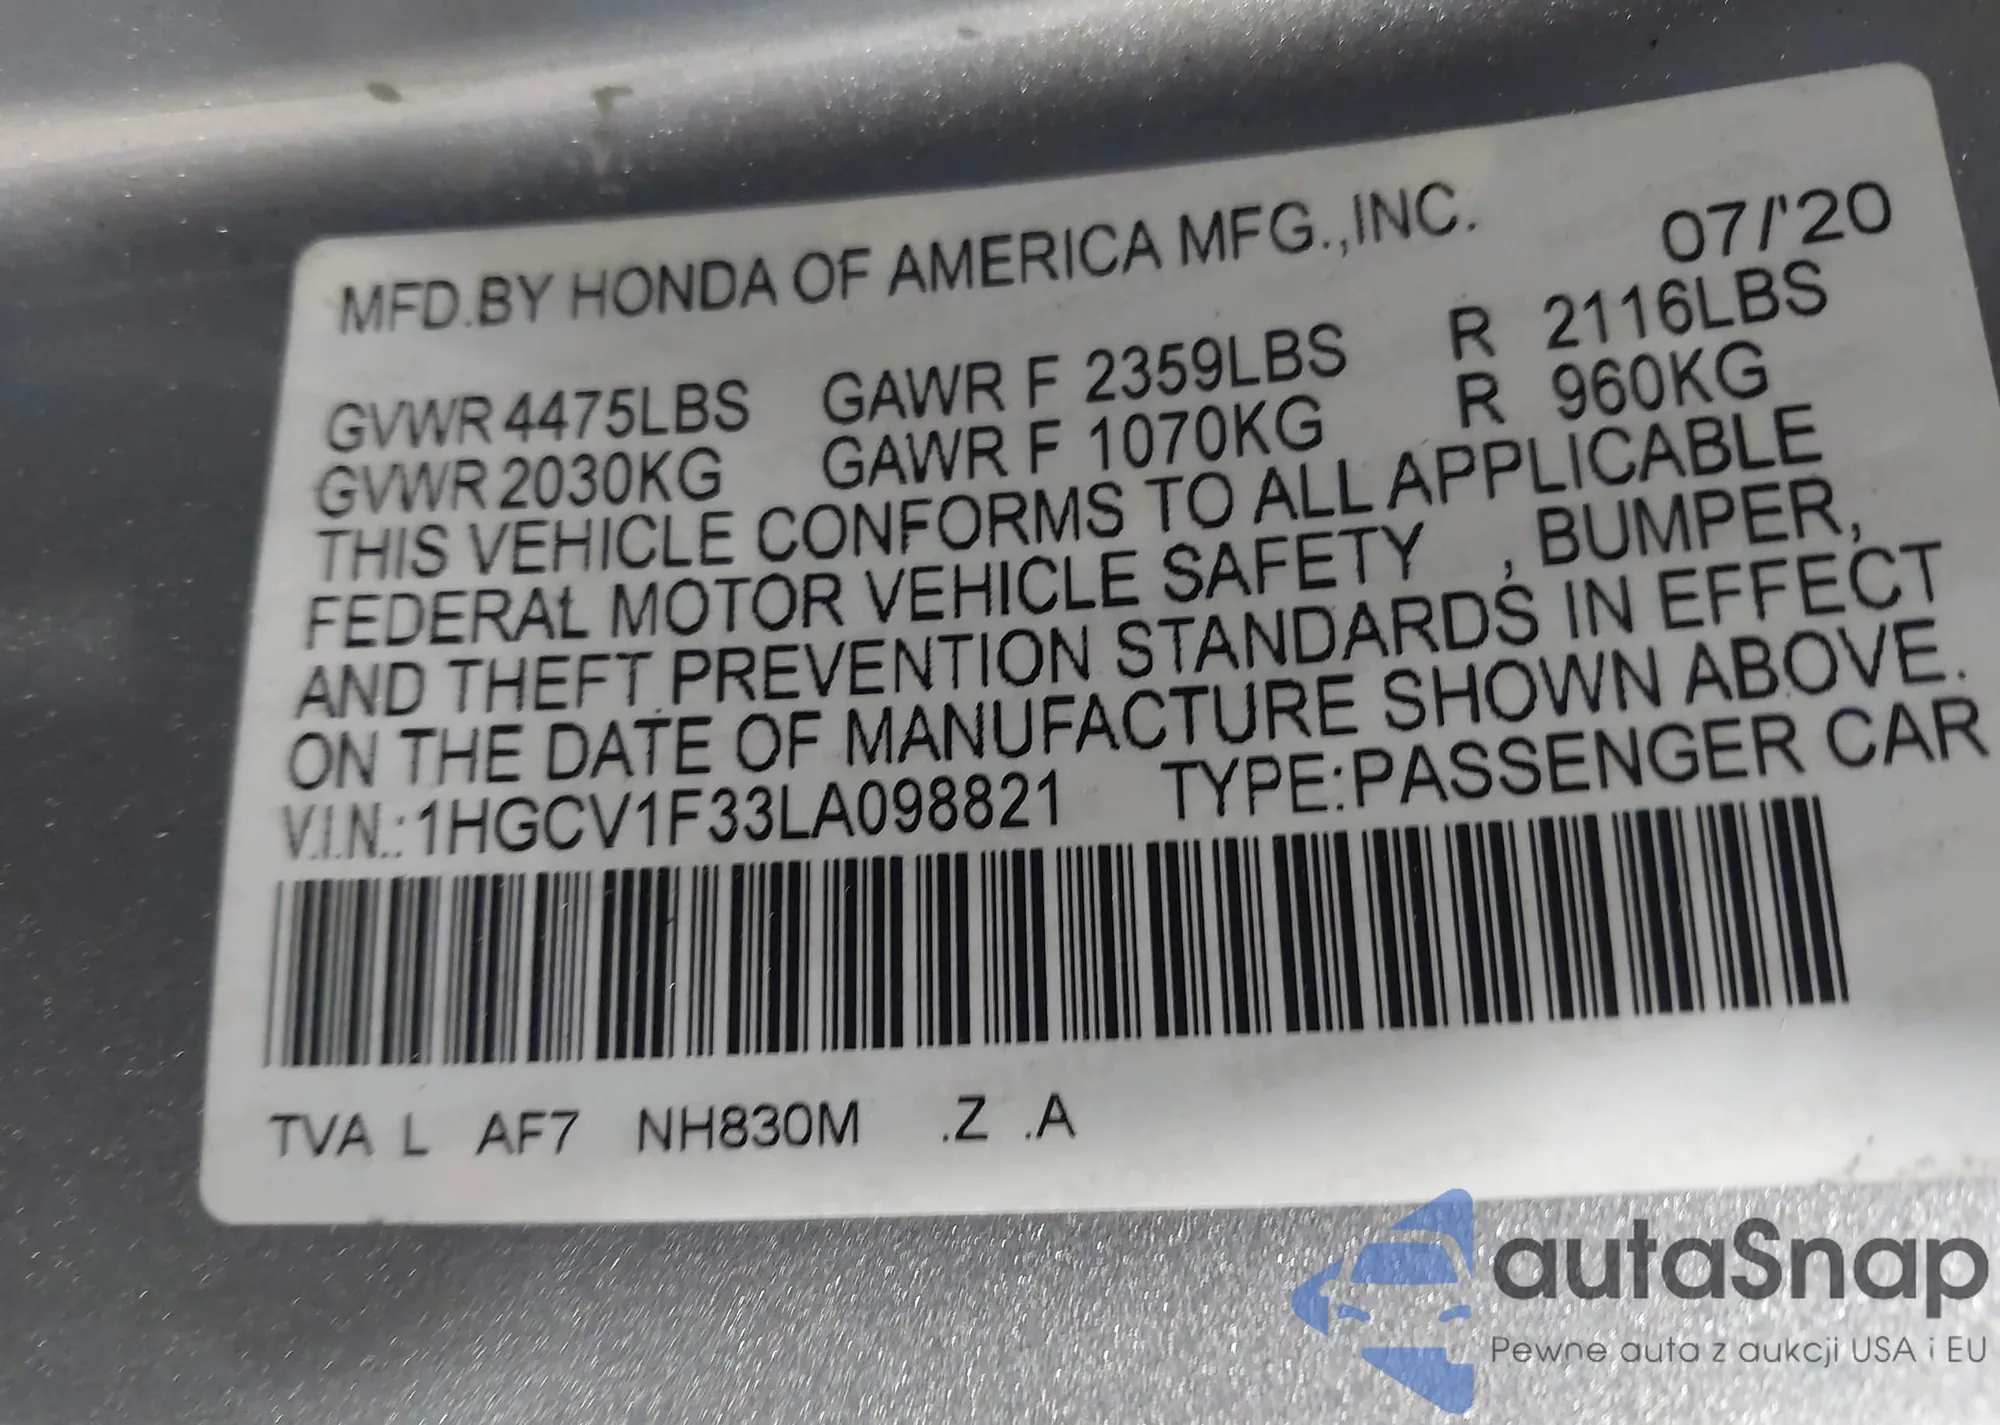 MFD.BY HONDA OF AMERICA MFG.,INC. 07/'20
GVWR 4475LBS GAWR F 2359LBS R 2116LBS
GVWR 2030KG GAWR F 1070KG R 960KG
THIS VEHICLE CONFORMS TO ALL APPLICABLE
FEDERAL MOTOR VEHICLE SAFETY , BUMPER,
AND THEFT PREVENTION STANDARDS IN EFFECT
ON THE DATE OF MANUFACTURE SHOWN ABOVE.
V.I.N.:1HGCV1F33LA098821 TYPE:PASSENGER CAR
TVA L AF7 NH830M .Z .A
autaSnap
Pewne auta z aukcji USA i EU